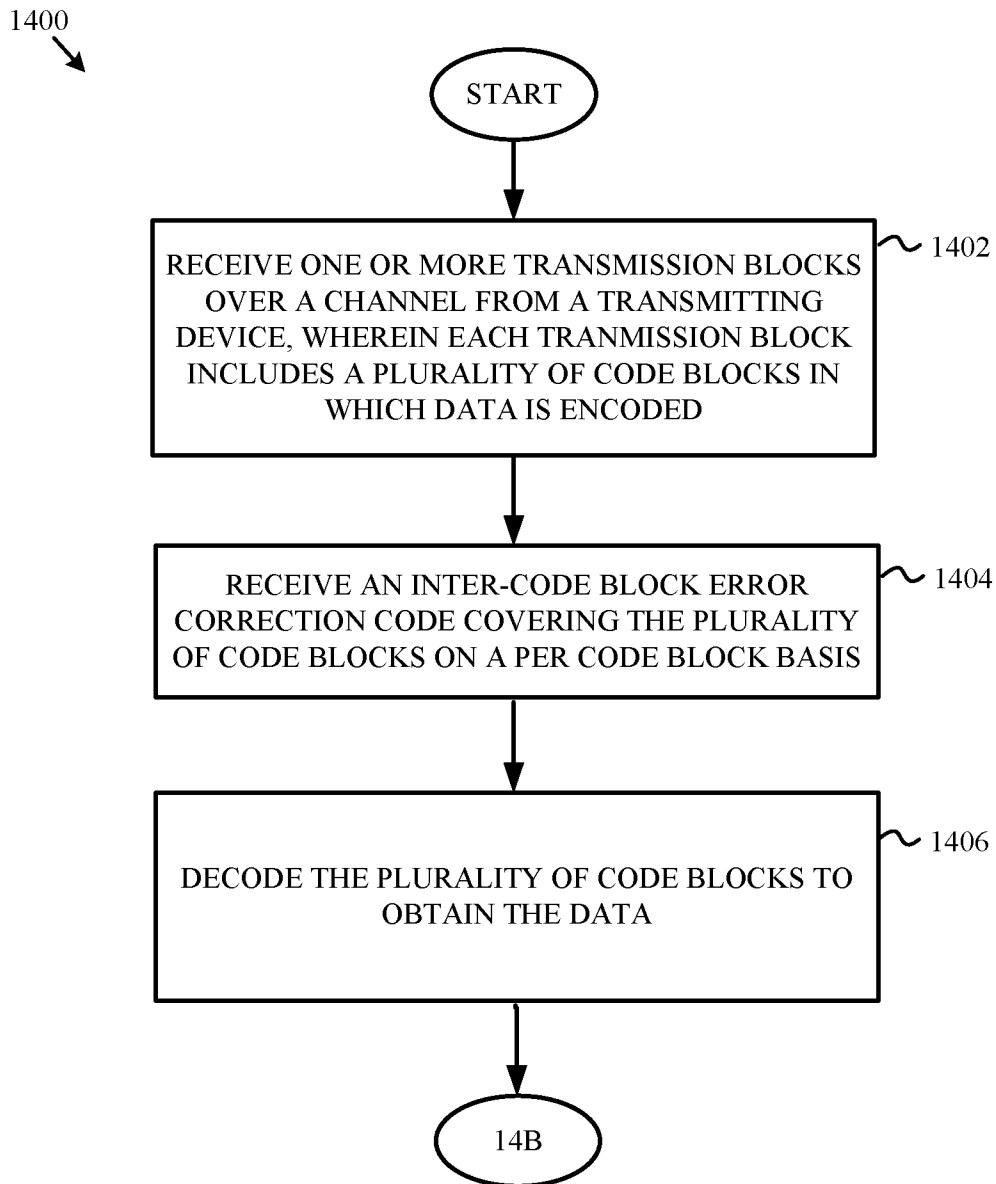 1400
START
RECEIVE ONE OR MORE TRANSMISSION BLOCKS
OVER A CHANNEL FROM A TRANSMITTING
DEVICE, WHEREIN EACH TRANMISSION BLOCK
INCLUDES A PLURALITY OF CODE BLOCKS IN
WHICH DATA IS ENCODED
1402
RECEIVE AN INTER-CODE BLOCK ERROR
CORRECTION CODE COVERING THE PLURALITY
OF CODE BLOCKS ON A PER CODE BLOCK BASIS
1404
DECODE THE PLURALITY OF CODE BLOCKS TO
OBTAIN THE DATA
1406
14B